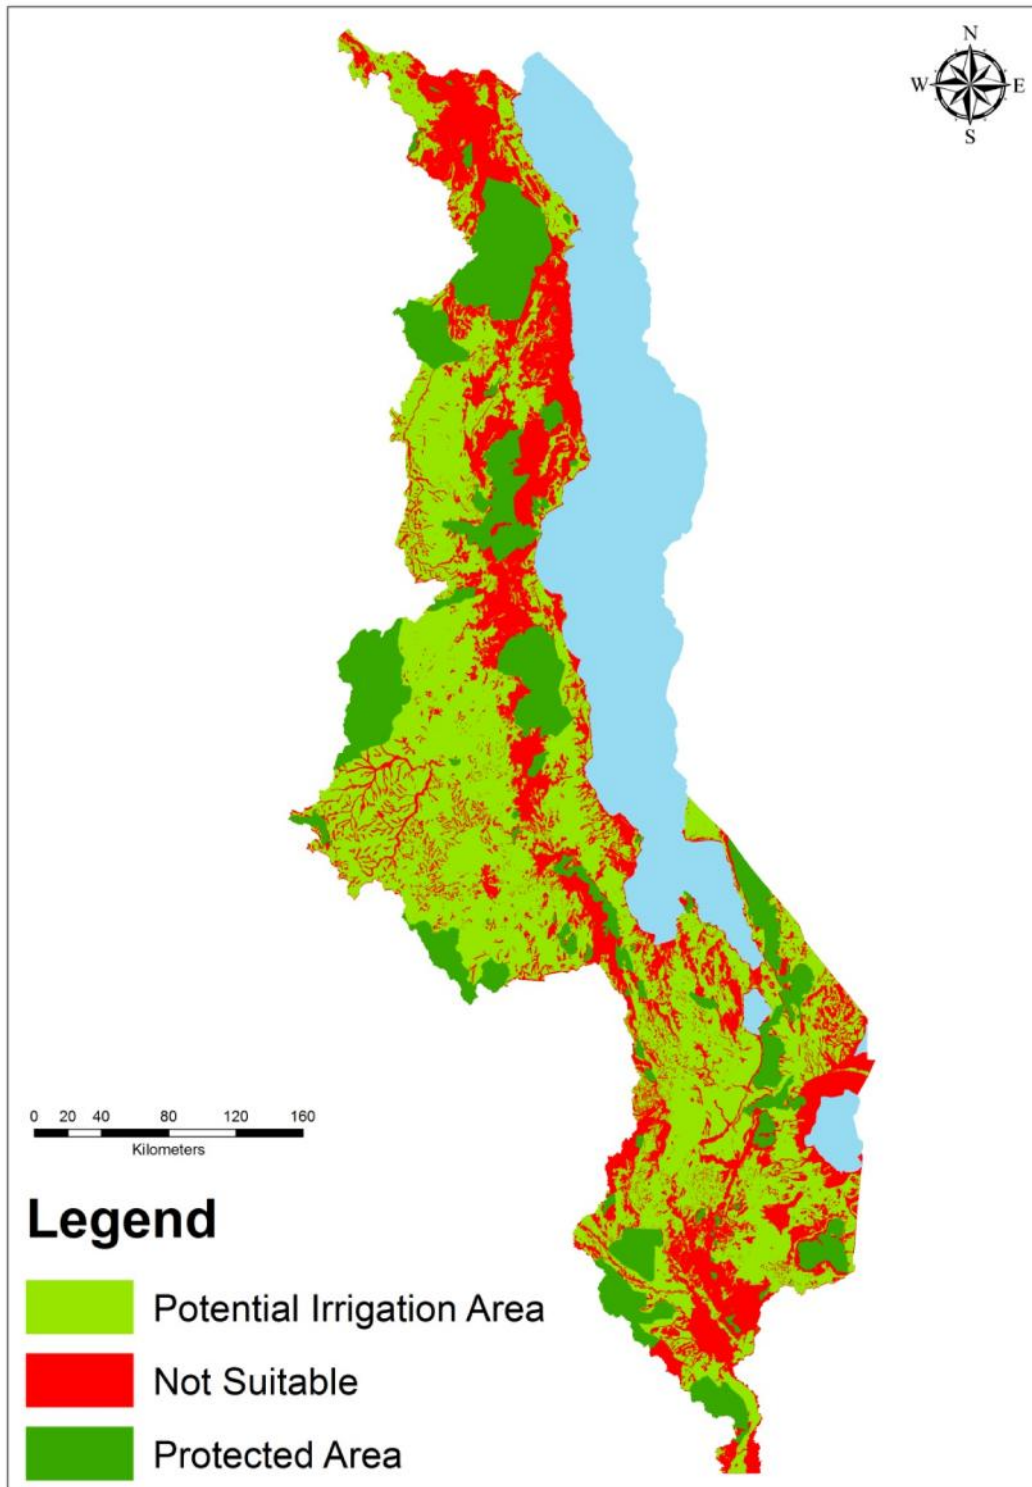 N
W E
S
0 20 40 80 120 160
Kilometers
Legend
Potential Irrigation Area
Not Suitable
Protected Area